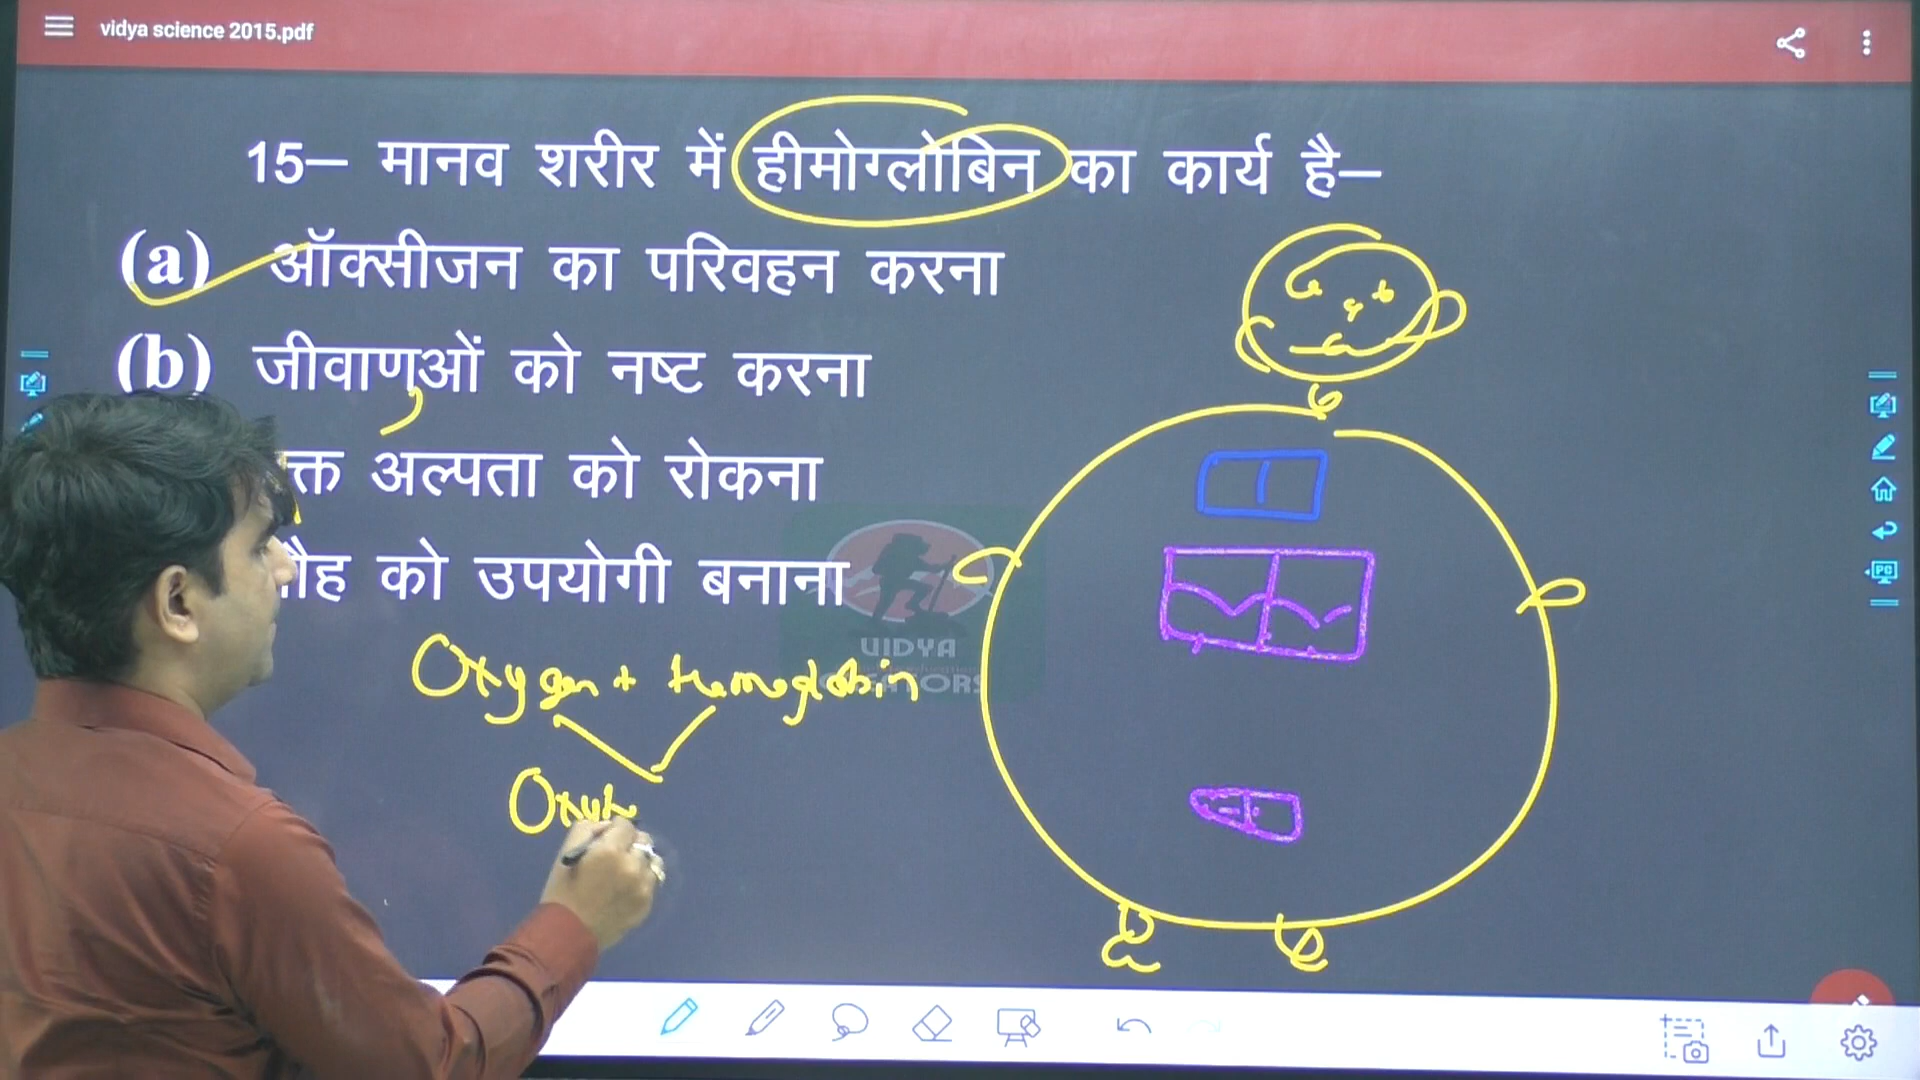 vidya science 2015.pdf
15– मानव शरीर में हीमोग्लोबिन का कार्य है–
(a) ऑक्सीजन का परिवहन करना
(b) जीवाणुओं को नष्ट करना
अल्पता को रोकना
को उपयोगी बनाना
VIDYA
Oxygen + Hemoglobin